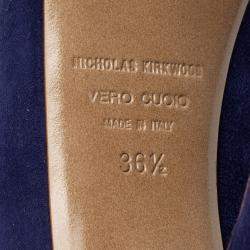 NICHOLAS KIRKWOOD
VERO CUOIO
MADE IN ITALY
36½